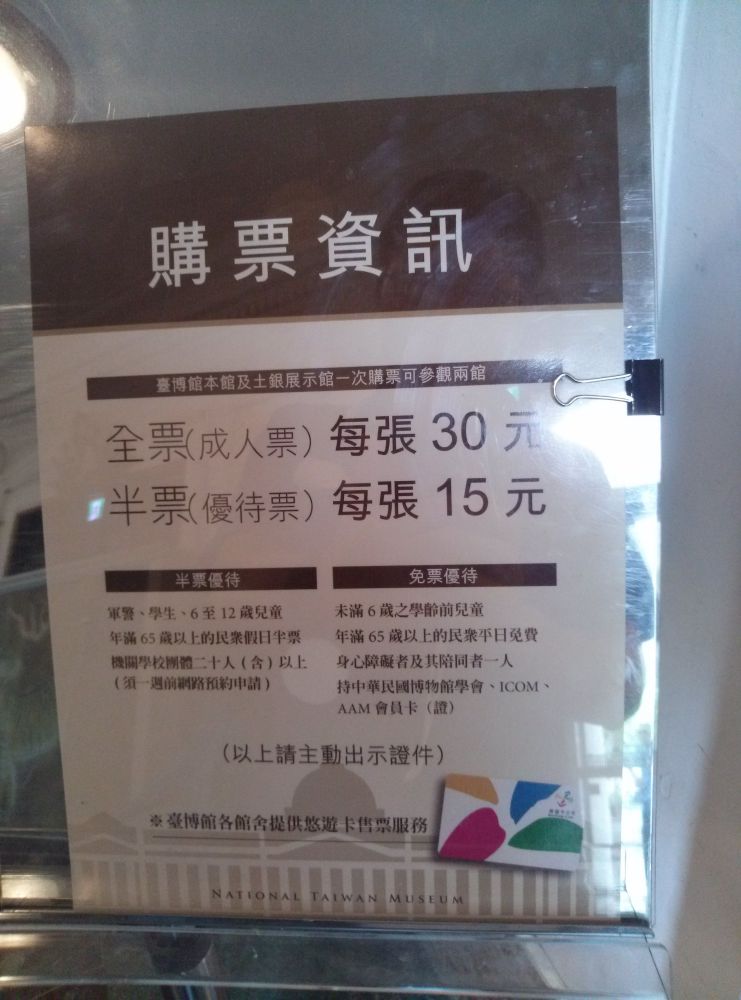 購票資訊
臺博館本館及土銀展示館一次購票可參觀兩館
全票(成人票) 每張 30 元
半票(優待票) 每張 15 元
半票優待
軍警、學生、6 至 12 歲兒童
年滿 65 歲以上的民眾假日半票
機關學校團體二十人 (含) 以上
(須一週前網路預約申請)
免票優待
未滿 6 歲之學齡前兒童
年滿 65 歲以上的民眾平日免費
身心障礙者及其陪同者一人
持中華民國博物館學會、ICOM、
AAM 會員卡（證）
(以上請主動出示證件)
※臺博館各館舍提供悠遊卡售票服務
NATIONAL TAIWAN MUSEUM